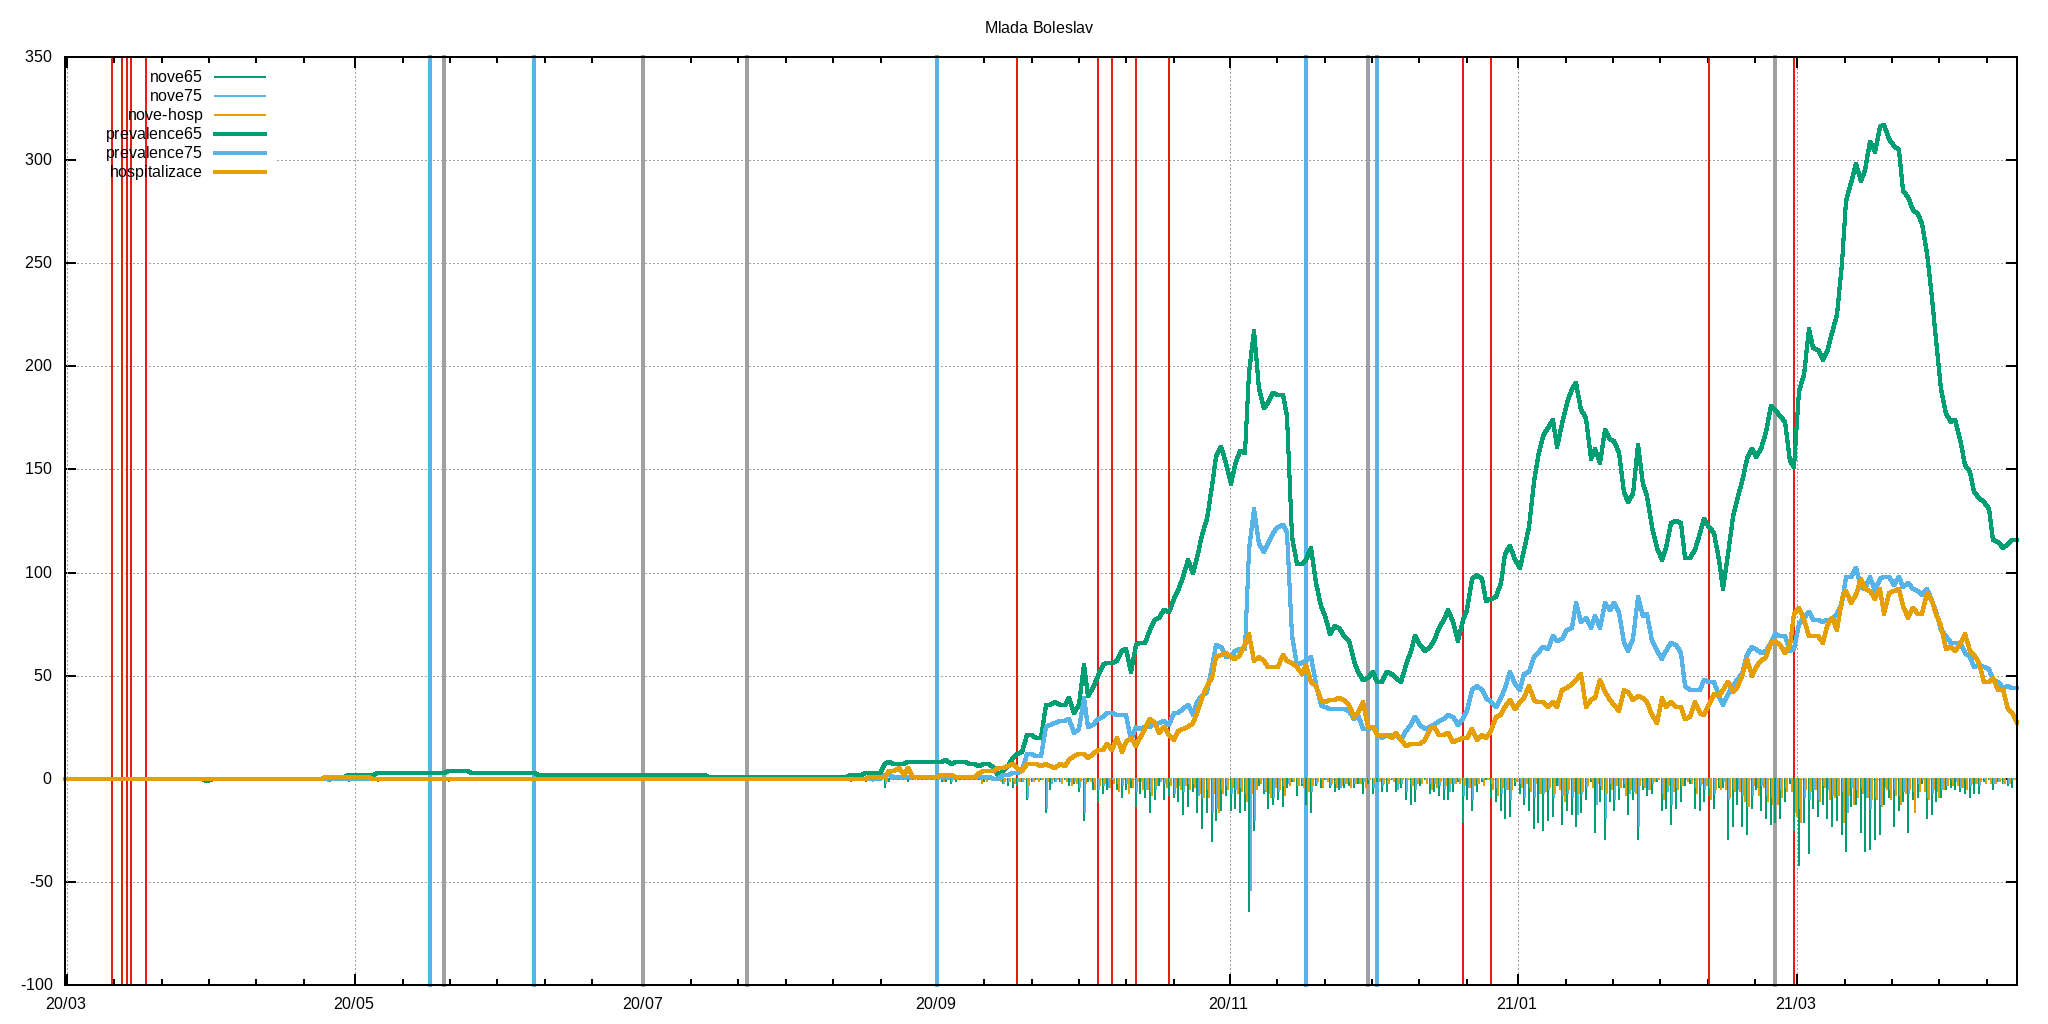 Mlada Boleslav
350
300
250
200
150
100
50
0
-50
-100
nove65
nove75
nove-hosp
prevalence65
prevalence75
hospitalizace
20/03 20/05 20/07 20/09 20/11 21/01 21/03